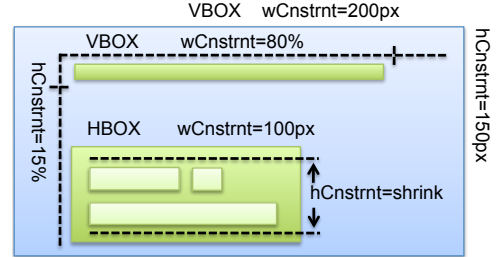 VBOX wCnstrnt=200px
hCnstrnt=150px
VBOX wCnstrnt=80%
hCnstrnt=15%
HBOX wCnstrnt=100px
hCnstrnt=shrink